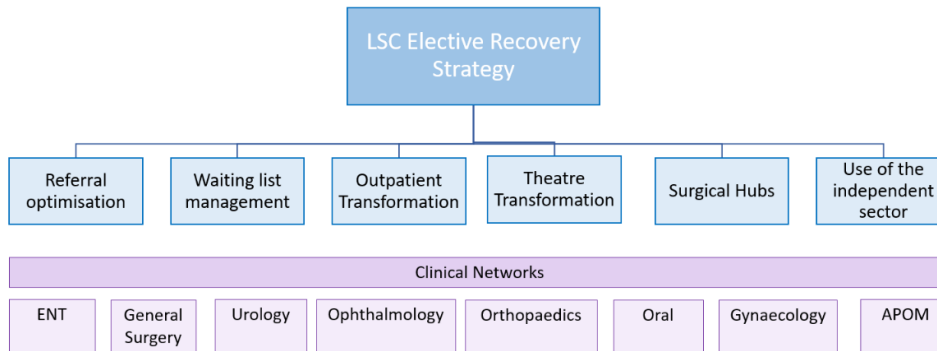 LSC Elective Recovery
Strategy
Referral
optimisation
Waiting list
management
Outpatient
Transformation
Theatre
Transformation
Surgical Hubs
Use of the
independent
sector
Clinical Networks
ENT
General
Surgery
Urology
Ophthalmology
Orthopaedics
Oral
Gynaecology
APOM